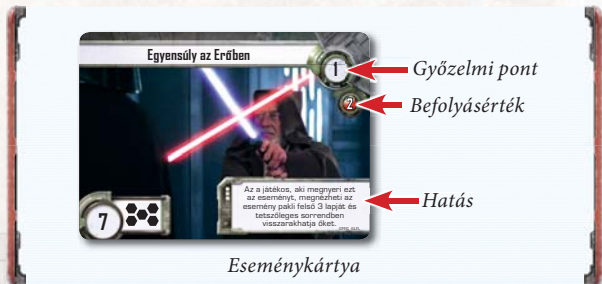 Egyensúly az Erőben
1
Győzelmi pont
2
Befolyásérték
Az a játékos, aki megnyeri ezt
az eseményt, megnézheti az
esemény pakli felső 3 lapját és
tetszőleges sorrendben
visszarakhatja őket.
Hatás
7
Eseménykártya